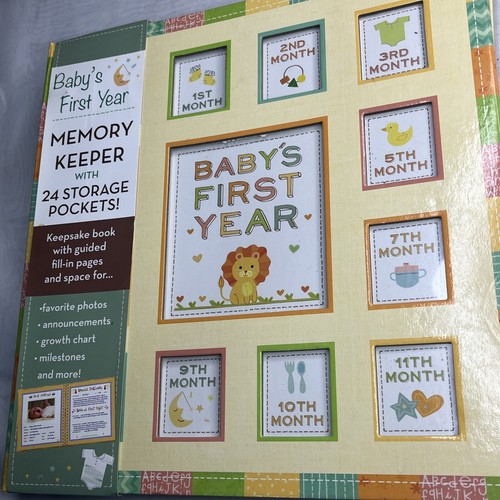 Baby's
First Year
MEMORY
KEEPER
WITH
24 STORAGE
POCKETS!
Keepsake book
with guided
fill-in pages
and space for...
•favorite photos
• announcements
• growth chart
• milestones
and more!
1ST
MONTH
2ND
MONTH
3RD
MONTH
BABY'S
FIRST
YEAR
5TH
MONTH
7TH
MONTH
9TH
MONTH
10TH
MONTH
11TH
MONTH